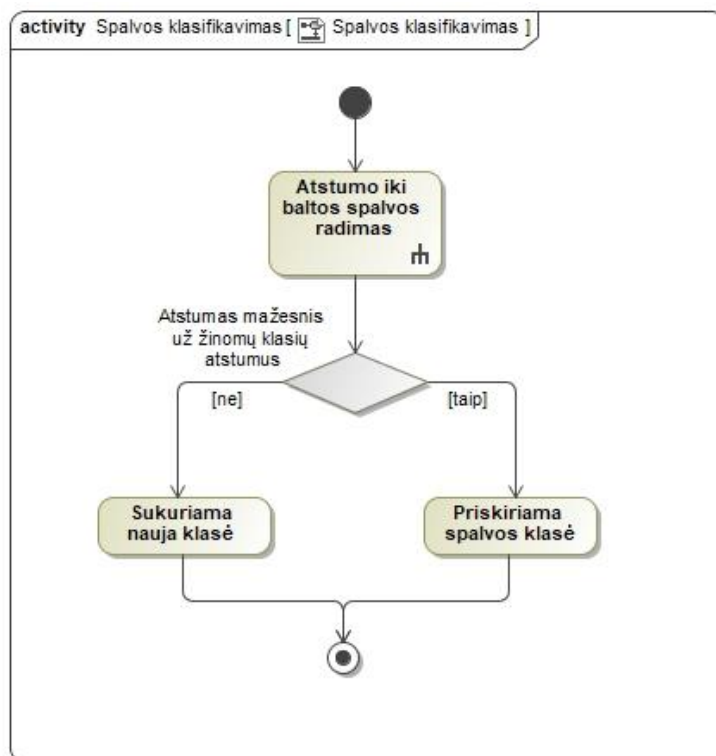 activity Spalvos klasifikavimas [ Spalvos klasifikavimas ]
Atstumo iki
baltos spalvos
radimas
Atstumas mažesnis
už žinomų klasių
atstumus
[ne]
[taip]
Sukuriama
nauja klasė
Priskiriama
spalvos klasė